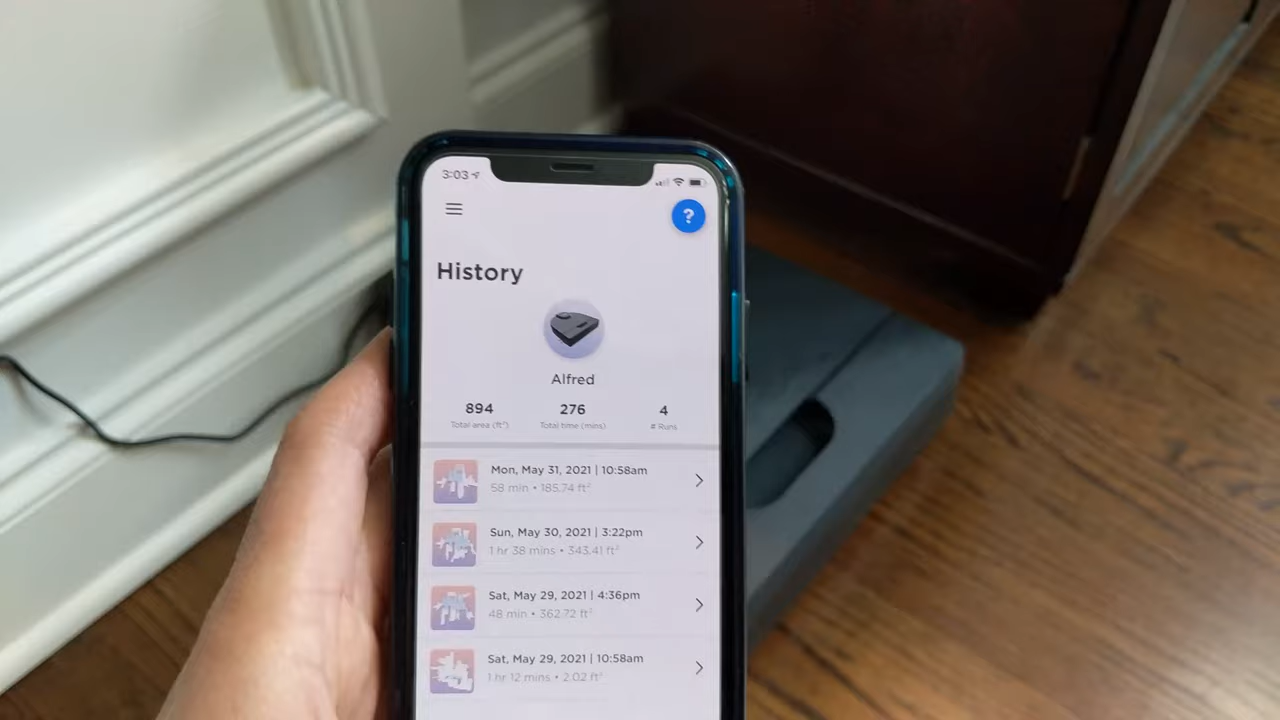 3:03
?
History
Alfred
894 276 4
Total area (ft²) Total time (mins) # Runs
Mon, May 31, 2021 | 10:58am
58 min • 185.74 ft²
Sun, May 30, 2021 | 3:22pm
1 hr 38 mins • 343.41 ft²
Sat, May 29, 2021 | 4:36pm
48 min • 362.72 ft²
Sat, May 29, 2021 | 10:58am
1 hr 12 mins • 2.02 ft²